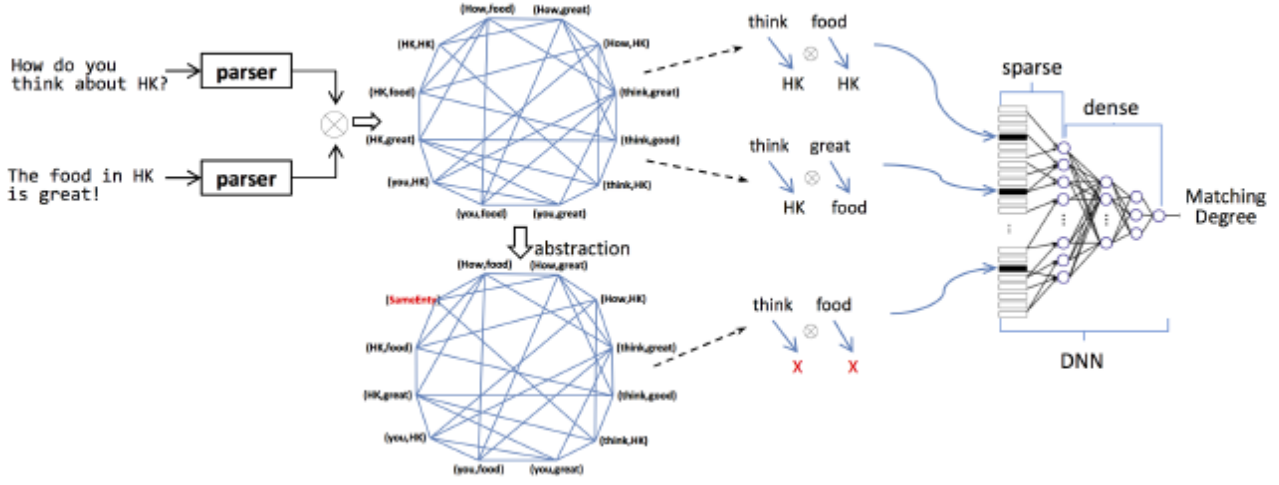 How do you
think about HK?
parser
The food in HK
is great!
parser
(How,food)
(How,great)
(HK,HK)
(How,HK)
(HK,food)
(think,great)
(HK,great)
(think,good)
(you,HK)
(think,HK)
(you,food)
(you,great)
abstraction
(How,food)
(How,great)
(SameEnty)
(How,HK)
(HK,food)
(think,great)
(HK,great)
(think,good)
(you,HK)
(think,HK)
(you,food)
(you,great)
think food
HK HK
think great
HK food
think food
X X
sparse
dense
Matching
Degree
DNN